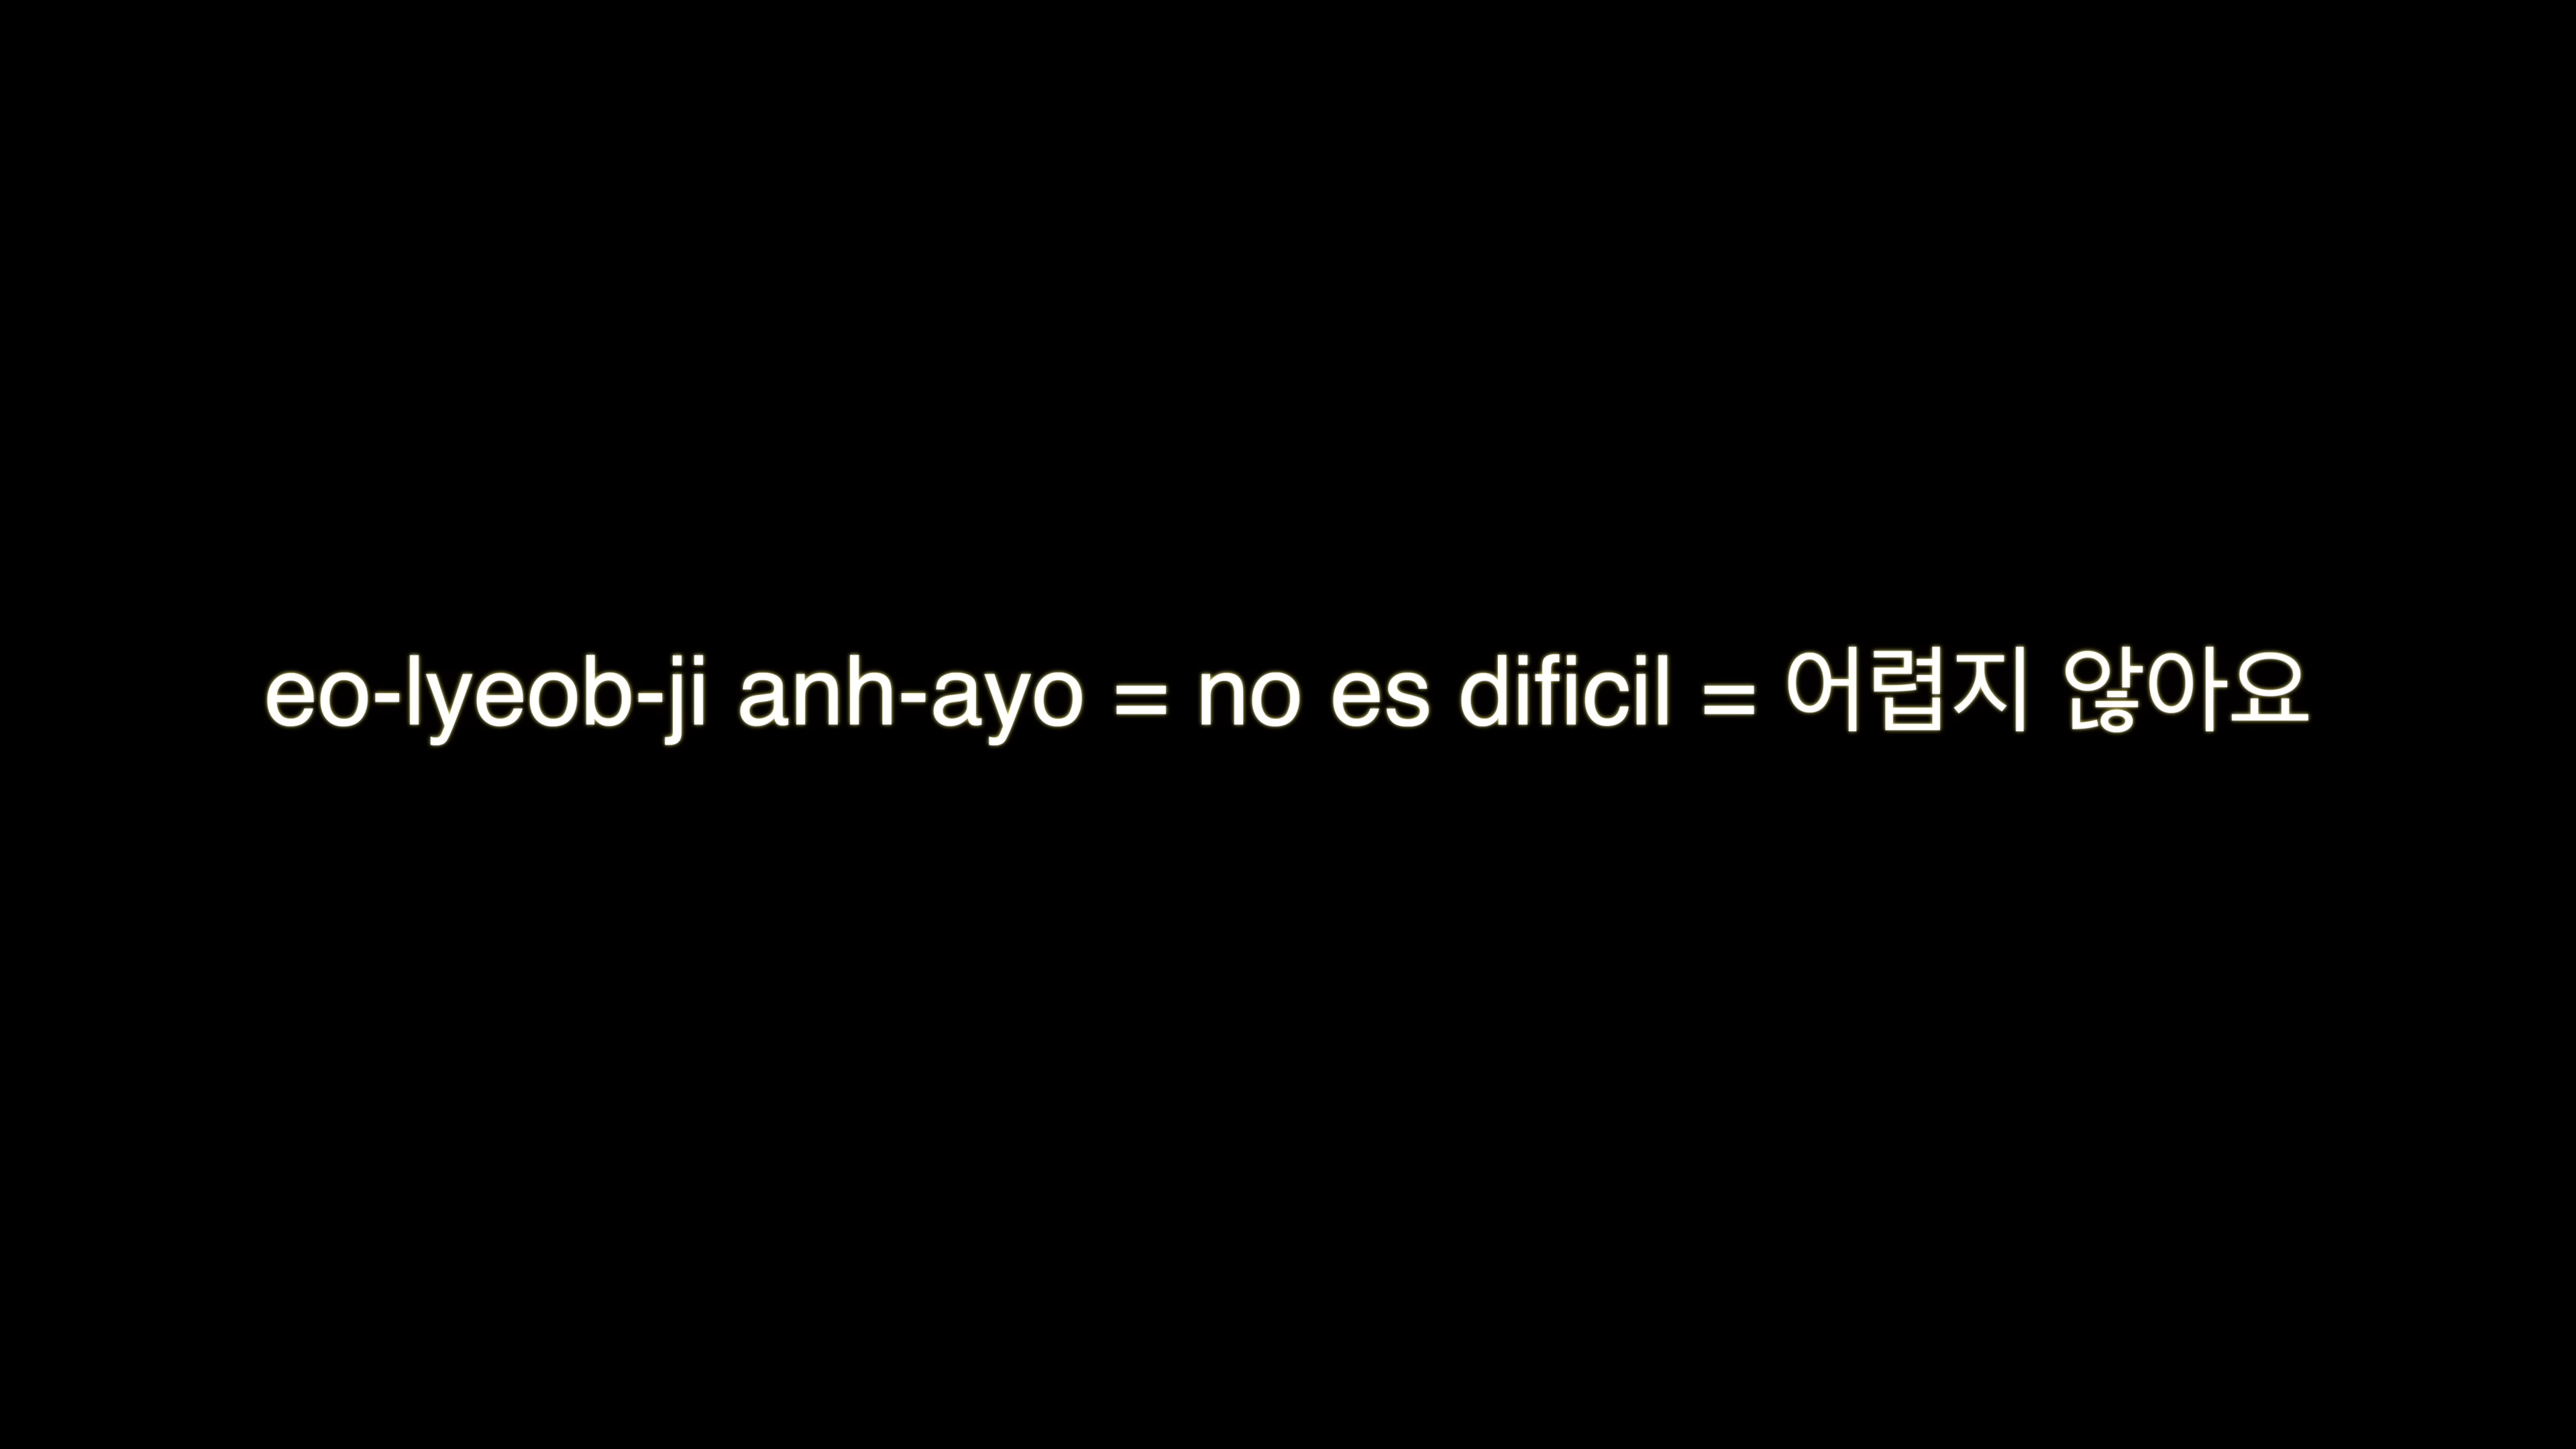 eo-lyeob-ji anh-ayo = no es dificil = 어렵지 않아요